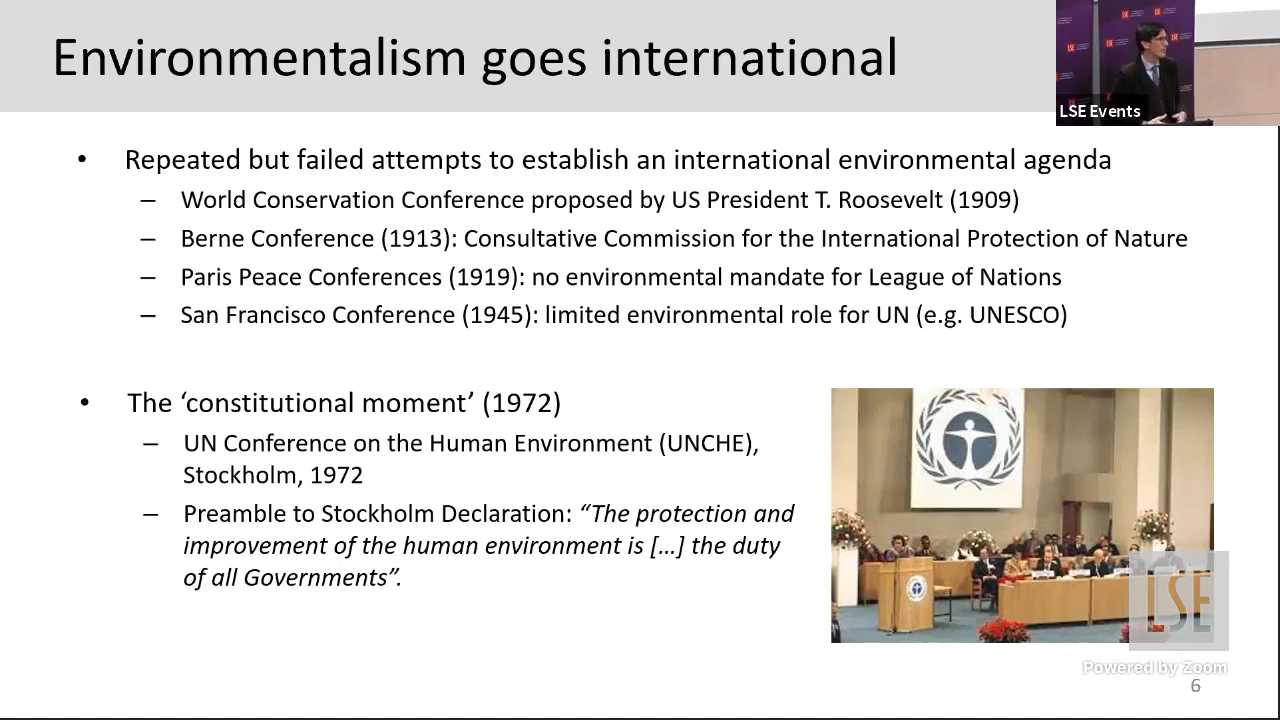 Environmentalism goes international
LSE Events
• Repeated but failed attempts to establish an international environmental agenda
– World Conservation Conference proposed by US President T. Roosevelt (1909)
– Berne Conference (1913): Consultative Commission for the International Protection of Nature
– Paris Peace Conferences (1919): no environmental mandate for League of Nations
– San Francisco Conference (1945): limited environmental role for UN (e.g. UNESCO)
• The ‘constitutional moment’ (1972)
– UN Conference on the Human Environment (UNCHE),
Stockholm, 1972
– Preamble to Stockholm Declaration: “The protection and
improvement of the human environment is […] the duty
of all Governments”.
LSE
Powered by Zoom
6